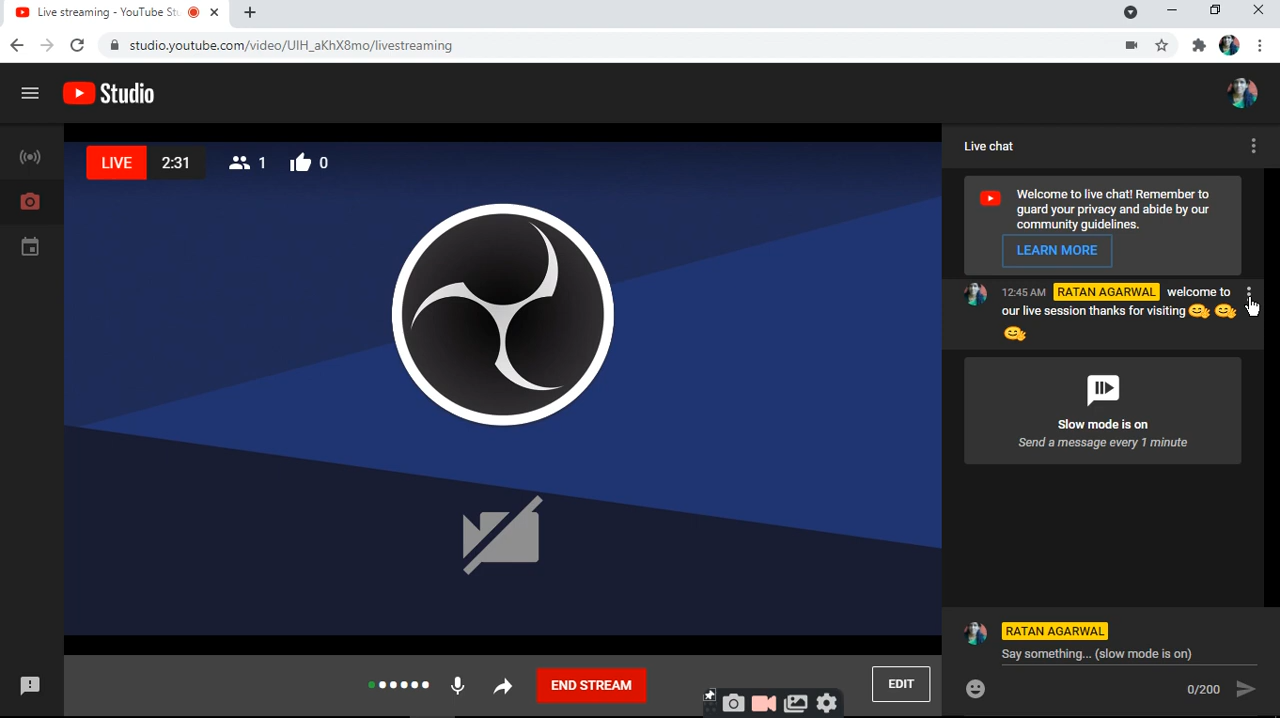 Live streaming - YouTube Stu
studio.youtube.com/video/UIH_aKhX8mo/livestreaming
Studio
LIVE 2:31 1 0
Live chat
Welcome to live chat! Remember to
guard your privacy and abide by our
community guidelines.
LEARN MORE
12:45 AM RATAN AGARWAL welcome to
our live session thanks for visiting
Slow mode is on
Send a message every 1 minute
RATAN AGARWAL
Say something... (slow mode is on)
0/200
END STREAM
EDIT